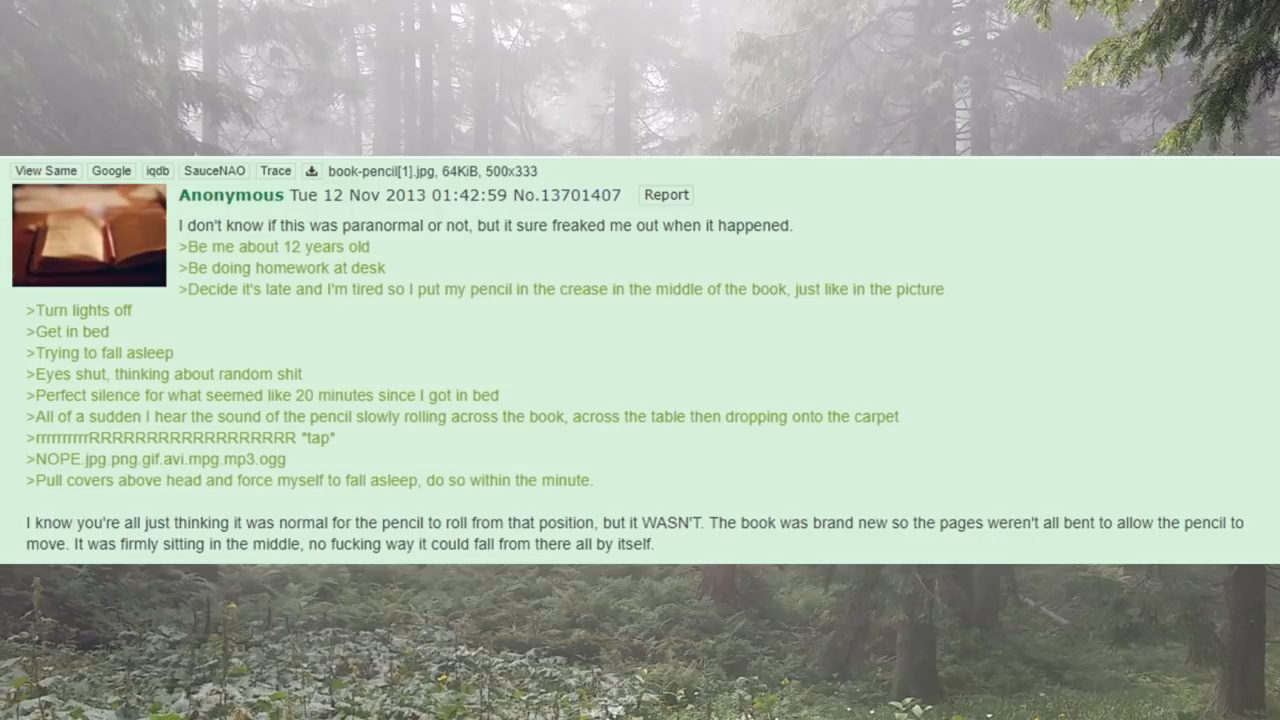 View Same Google iqdb SauceNAO Trace book-pencil[1].jpg, 64KiB, 500x333
Anonymous Tue 12 Nov 2013 01:42:59 No.13701407 Report
I don't know if this was paranormal or not, but it sure freaked me out when it happened.
>Be me about 12 years old
>Be doing homework at desk
>Decide it's late and I'm tired so I put my pencil in the crease in the middle of the book, just like in the picture
>Turn lights off
>Get in bed
>Trying to fall asleep
>Eyes shut, thinking about random shit
>Perfect silence for what seemed like 20 minutes since I got in bed
>All of a sudden I hear the sound of the pencil slowly rolling across the book, across the table then dropping onto the carpet
>rrrrrrrrrrRRRRRRRRRRRRRRRRRR *tap*
>NOPE.jpg.png.gif.avi.mpg.mp3.ogg
>Pull covers above head and force myself to fall asleep, do so within the minute.
I know you're all just thinking it was normal for the pencil to roll from that position, but it WASN'T. The book was brand new so the pages weren't all bent to allow the pencil to
move. It was firmly sitting in the middle, no fucking way it could fall from there all by itself.